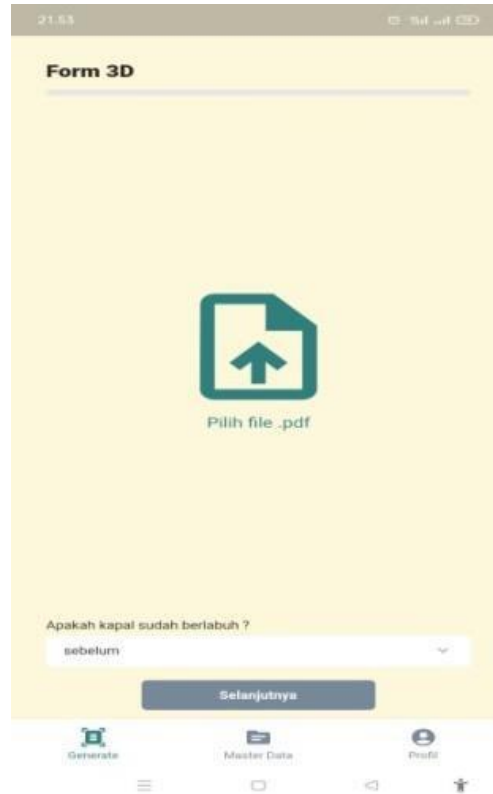 21.53
Form 3D
Pilih file .pdf
Apakah kapal sudah berlabuh ?
sebelum
Selanjutnya
Generate
Master Data
Profil